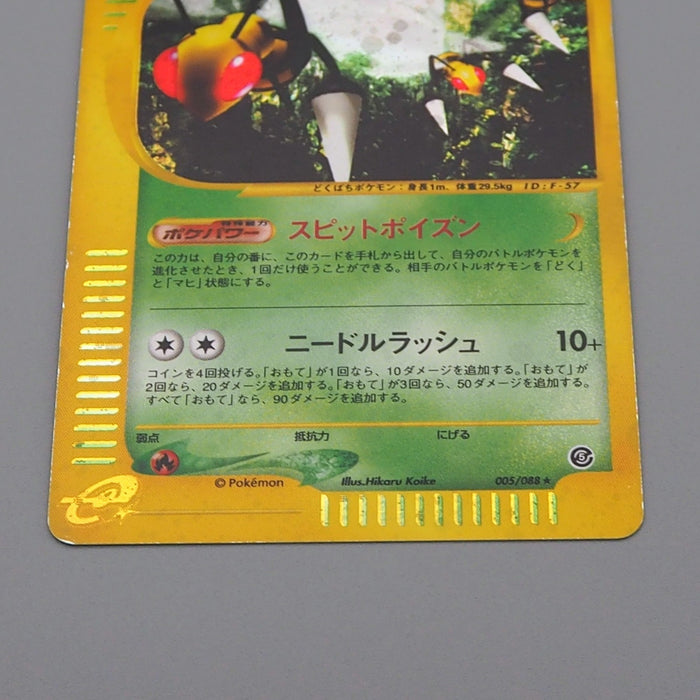 どくばちポケモン：身長1m、体重29.5kg ID：F-57
特殊能力
ポケパワー スピットポイズン
この力は、自分の番に、このカードを手札から出して、自分のバトルポケモンを
進化させたとき、1回だけ使うことができる。相手のバトルポケモンを「どく」
と「マヒ」状態にする。
ニードルラッシュ 10+
コインを4回投げる。「おもて」が1回なら、10ダメージを追加する。「おもて」が
2回なら、20ダメージを追加する。「おもて」が3回なら、50ダメージを追加する。
すべて「おもて」なら、90ダメージを追加する。
弱点 抵抗力 にげる
5
©Pokémon Illus.Hikaru Koike 005/088★